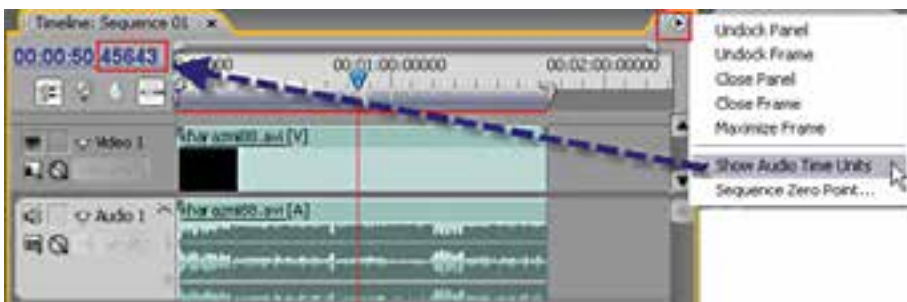 Timeline: Sequence 01 ×
00:00:50:45643
0000
00:01:00:00000
00:02:00:00000
Video 1
[V]
Audio 1
[A]
Undock Panel
Undock Frame
Close Panel
Close Frame
Maximize Frame
Show Audio Time Units
Sequence Zero Point...